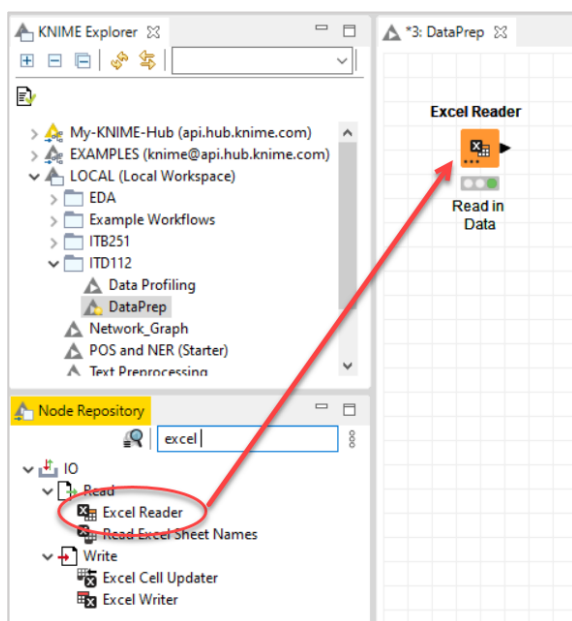 KNIME Explorer
My-KNIME-Hub (api.hub.knime.com)
EXAMPLES (knime@api.hub.knime.com)
LOCAL (Local Workspace)
EDA
Example Workflows
ITB251
ITD112
Data Profiling
DataPrep
Network_Graph
POS and NER (Starter)
Text Preprocessing
Node Repository
excel
IO
Read
Excel Reader
Read Excel Sheet Names
Write
Excel Cell Updater
Excel Writer
*3: DataPrep
Excel Reader
Read in
Data